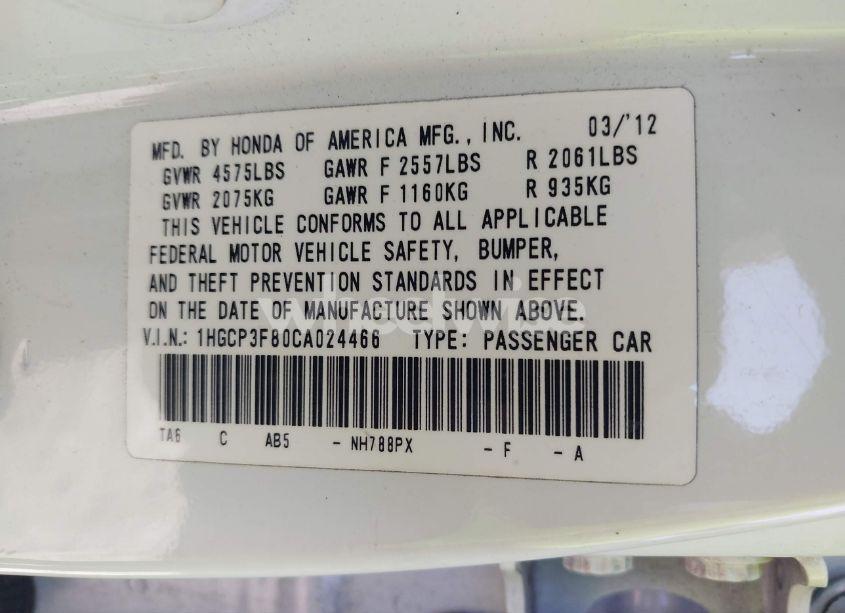 MFD. BY HONDA OF AMERICA MFG., INC. 03/'12
GVWR 4575LBS GAWR F 2557LBS R 2061LBS
GVWR 2075KG GAWR F 1160KG R 935KG
THIS VEHICLE CONFORMS TO ALL APPLICABLE
FEDERAL MOTOR VEHICLE SAFETY, BUMPER,
AND THEFT PREVENTION STANDARDS IN EFFECT
ON THE DATE OF MANUFACTURE SHOWN ABOVE.
wheelwise
V.I.N.: 1HGCP3F80CA024466 TYPE: PASSENGER CAR
TA6 C AB5 - NH788PX - F - A